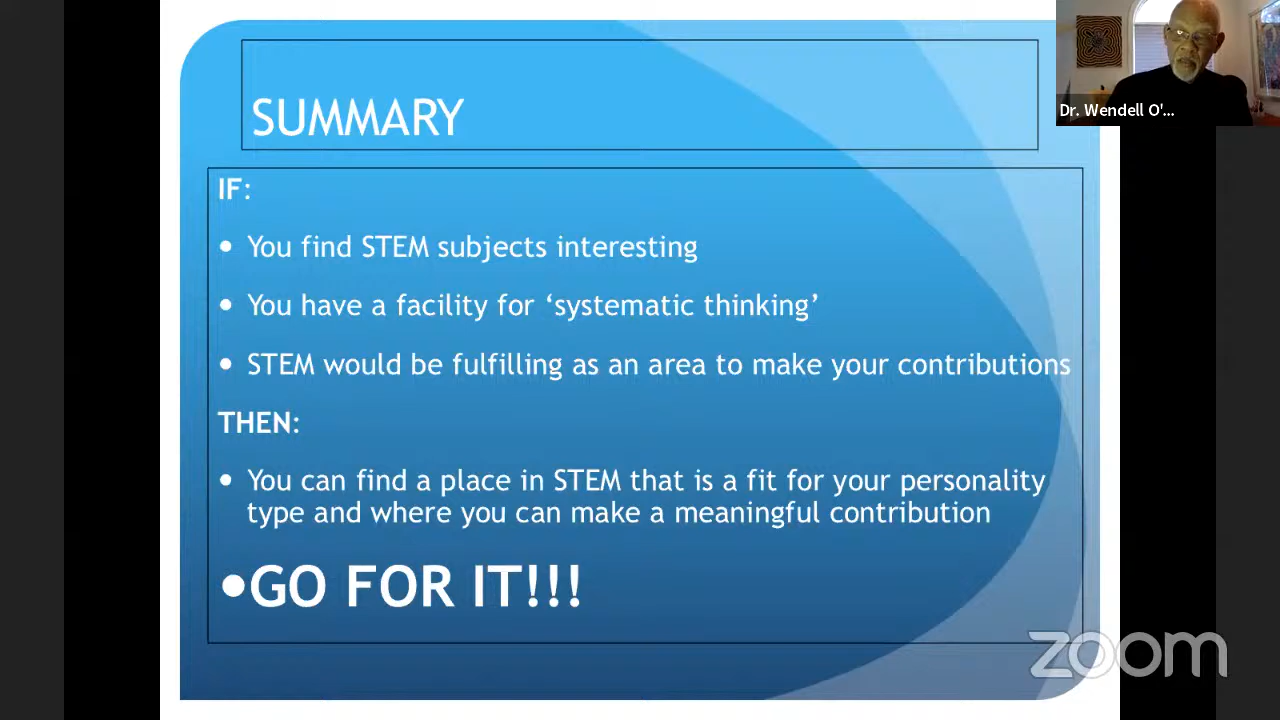 SUMMARY
IF:
• You find STEM subjects interesting
• You have a facility for ‘systematic thinking’
• STEM would be fulfilling as an area to make your contributions
THEN:
• You can find a place in STEM that is a fit for your personality
type and where you can make a meaningful contribution
•GO FOR IT!!!
Dr. Wendell O'...
zoom